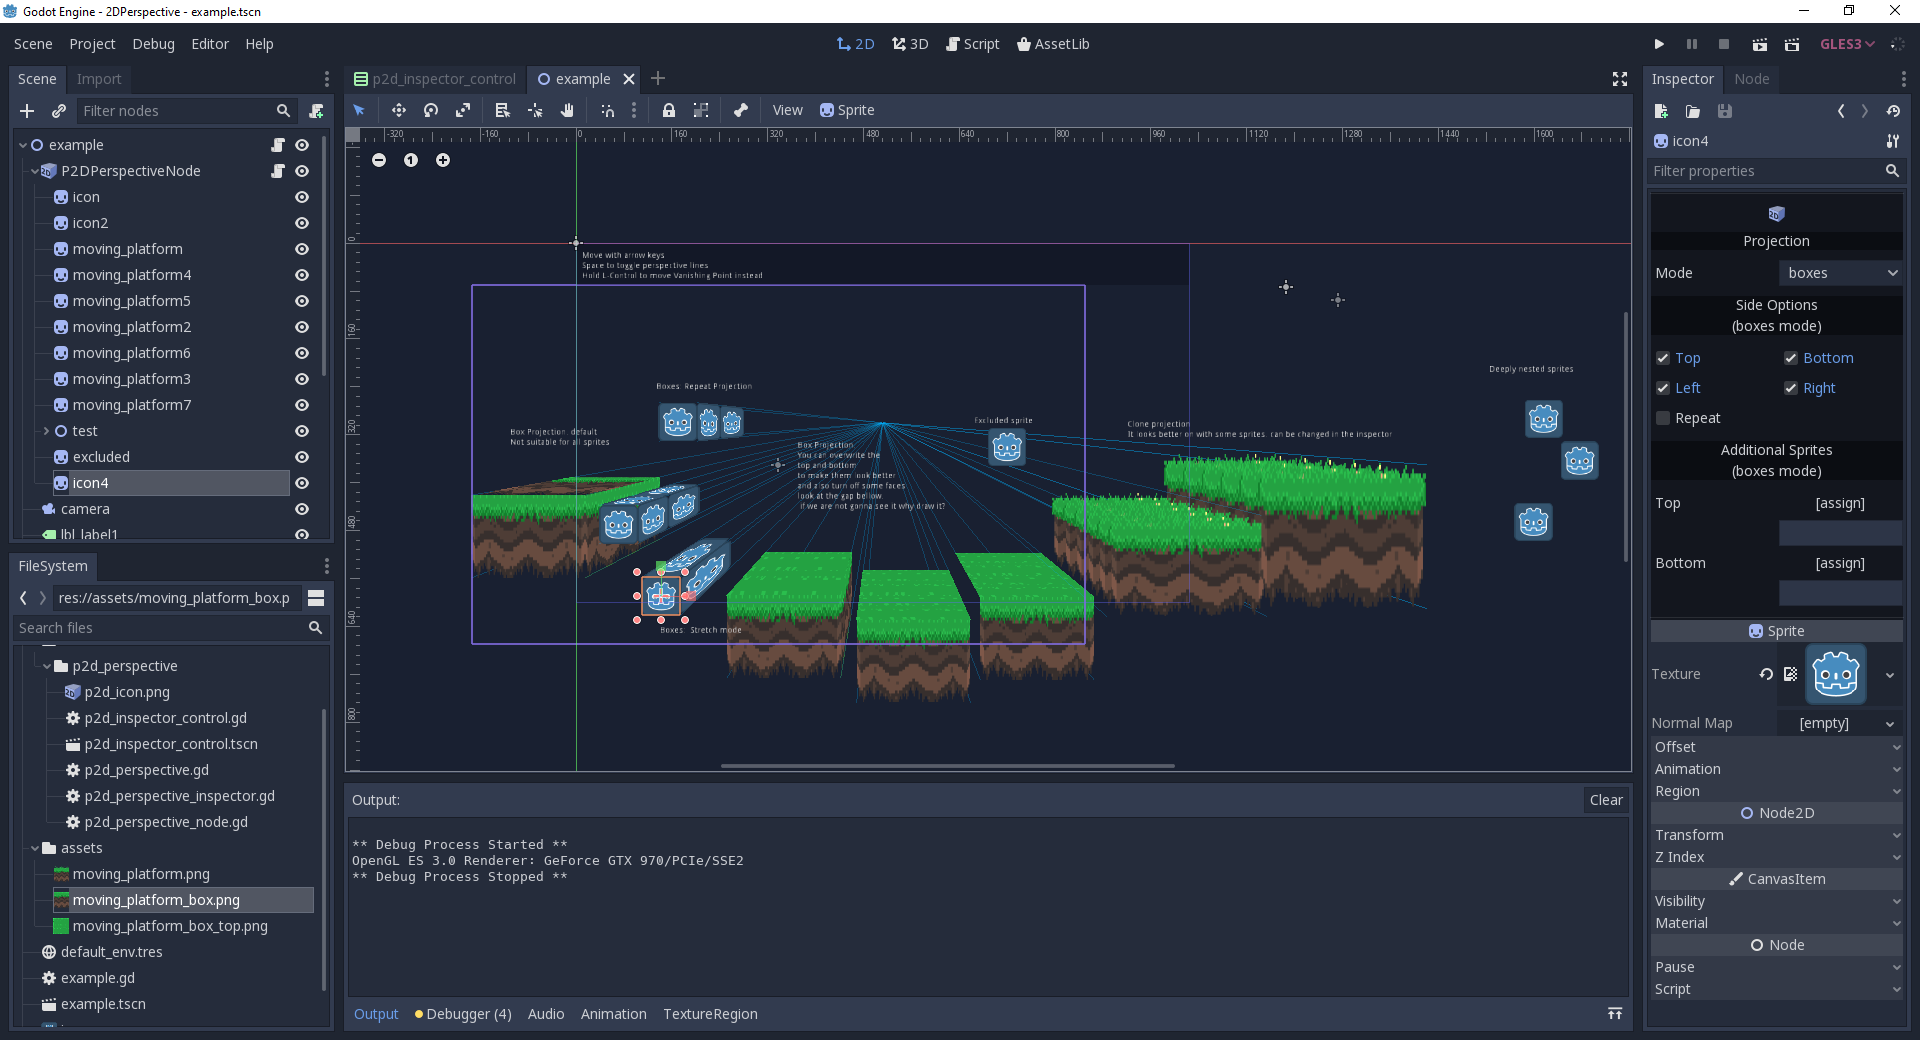 Godot Engine - 2DPerspective - example.tscn
Scene Project Debug Editor Help
2D 3D Script AssetLib
GLES3
Scene Import
Filter nodes
example
P2DPerspectiveNode
icon
icon2
moving_platform
moving_platform4
moving_platform5
moving_platform2
moving_platform6
moving_platform3
moving_platform7
test
excluded
icon4
camera
lbl_label1
FileSystem
res://assets/moving_platform_box.p
Search files
p2d_perspective
p2d_icon.png
p2d_inspector_control.gd
p2d_inspector_control.tscn
p2d_perspective.gd
p2d_perspective_inspector.gd
p2d_perspective_node.gd
assets
moving_platform.png
moving_platform_box.png
moving_platform_box_top.png
default_env.tres
example.gd
example.tscn
p2d_inspector_control example
View Sprite
-320 -160 0 160 320 480 640 800 960 1120 1280 1440 1600
0
160
320
480
640
800
1
Move with arrow keys
Space to toggle perspective lines
Hold L-Control to move Vanishing Point instead
Boxes: Repeat Projection
Box Projection: default
Not suitable for all sprites
Box Projection:
You can overwrite the
top and bottom
to make them look better
and also turn off some faces
look at the gap bellow
if we are not gonna see it why draw it?
Excluded sprite
Clone projection
It looks better on with some sprites. can be changed in the inspector
Deeply nested sprites
Boxes: Stretch mode
Output:
Clear
** Debug Process Started **
OpenGL ES 3.0 Renderer: GeForce GTX 970/PCIe/SSE2
** Debug Process Stopped **
Output Debugger (4) Audio Animation TextureRegion
Inspector Node
icon4
Filter properties
2D
Projection
Mode boxes
Side Options
(boxes mode)
Top Bottom
Left Right
Repeat
Additional Sprites
(boxes mode)
Top [assign]
Bottom [assign]
Sprite
Texture
Normal Map [empty]
Offset
Animation
Region
Node2D
Transform
Z Index
CanvasItem
Visibility
Material
Node
Pause
Script